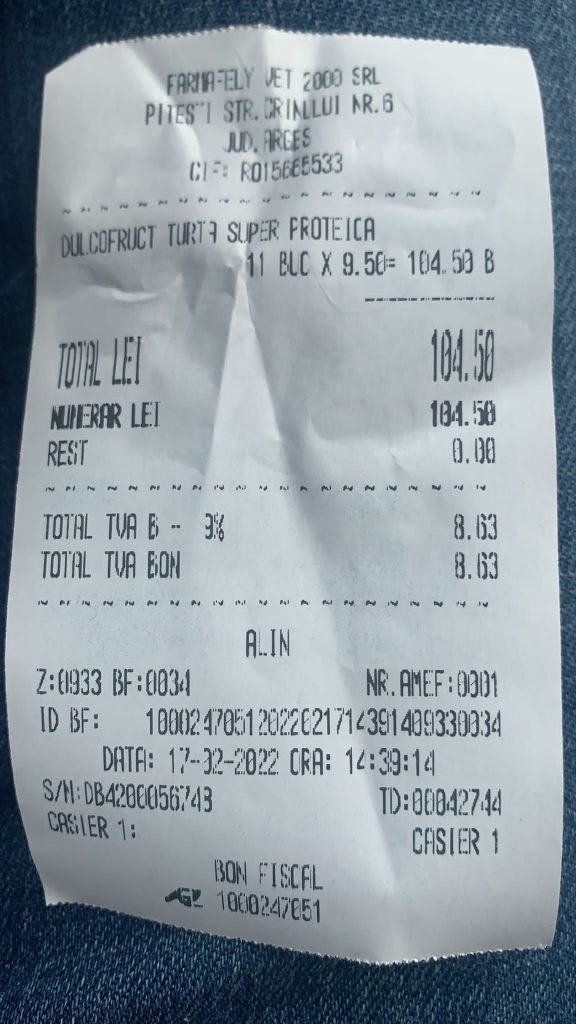 FARMAFELY VET 2000 SRL
PITESTI STR. CRINULUI NR.6
JUD. ARGES
CIF: RO15665533
DULCOFRUCT TURTA SUPER PROTEICA
11 BUC X 9.50= 104.50 B
TOTAL LEI 104.50
NUMERAR LEI 104.50
REST 0.00
TOTAL TVA B - 9% 8.63
TOTAL TVA BON 8.63
ALIN
Z:0933 BF:0034 NR.AMEF:0001
ID BF: 10002470512022021714391409330034
DATA: 17-02-2022 ORA: 14:39:14
S/N:DB4200056743 TD:00042744
CASIER 1: CASIER 1
BON FISCAL
1000247051